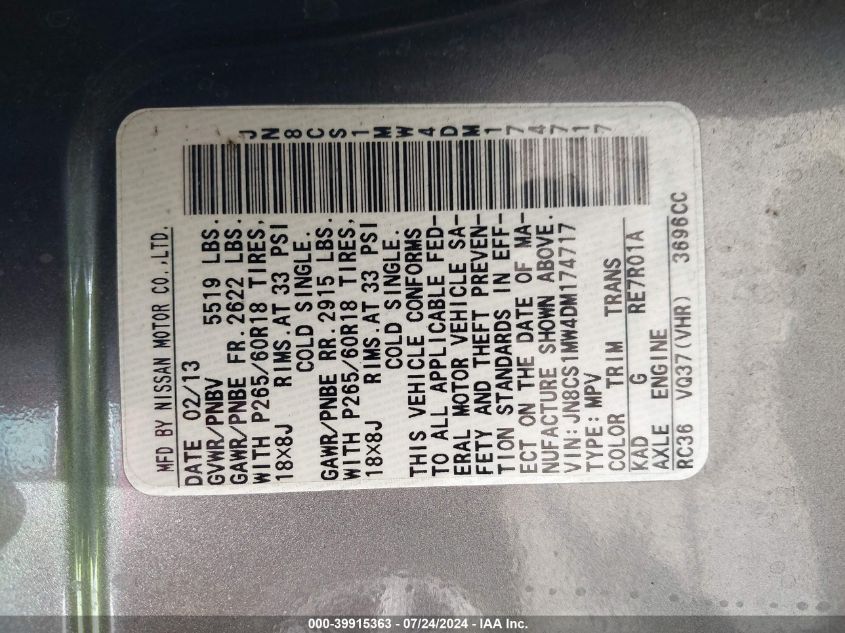 MFD BY NISSAN MOTOR CO.,LTD.
DATE 02/13
GVWR/PNBV 5519 LBS.
GAWR/PNBE FR.2622 LBS.
WITH P265/60R18 TIRES,
18X8J RIMS.AT 33 PSI
COLD SINGLE.
GAWR/PNBE RR.2915 LBS.
WITH P265/60R18 TIRES,
18X8J RIMS.AT 33 PSI
COLD SINGLE.
THIS VEHICLE CONFORMS
TO ALL APPLICABLE FED-
ERAL MOTOR VEHICLE SA-
FETY AND THEFT PREVEN-
TION STANDARDS IN EFF-
ECT ON THE DATE OF MA-
NUFACTURE SHOWN ABOVE.
VIN:JN8CS1MW4DM174717
TYPE:MPV
COLOR TRIM TRANS
KAD G RE7R01A
AXLE ENGINE
RC36 VQ37(VHR) 3696CC
JN8CS1MW4DM174717
000-39915363 - 07/24/2024 - IAA Inc.